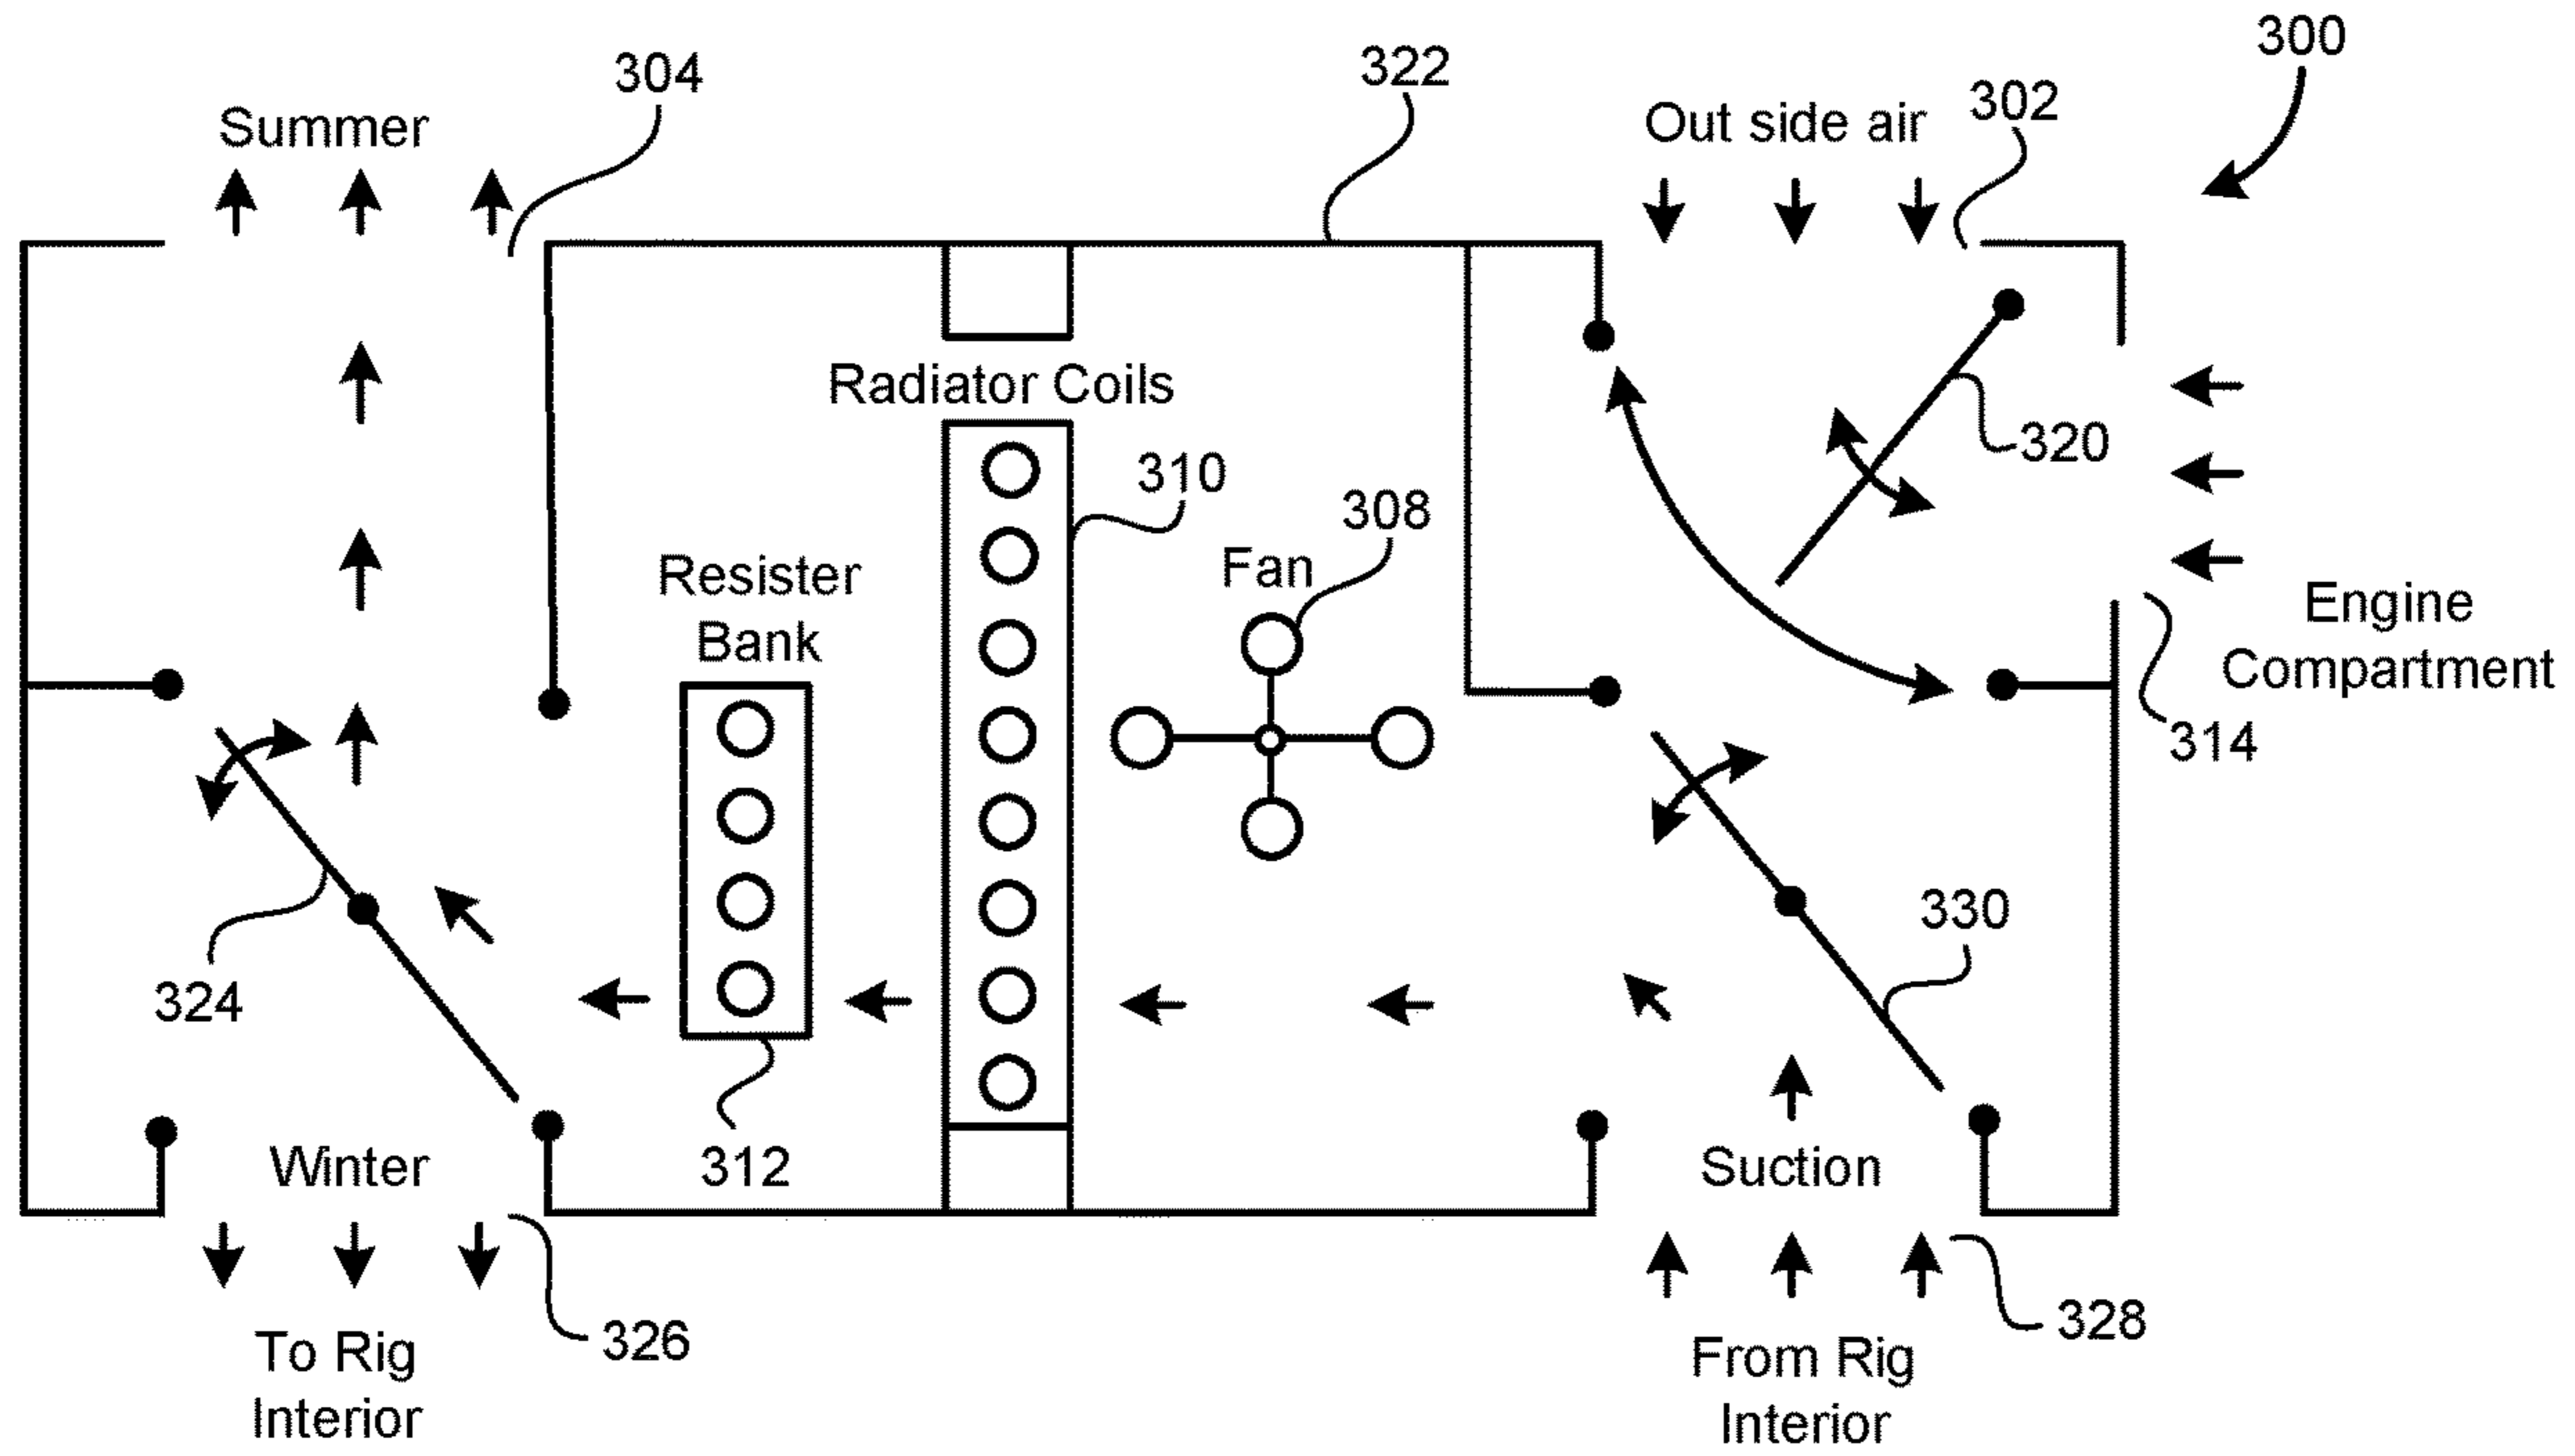 300
304
322
302
Summer
Out side air
Radiator Coils
320
310
308
Resister
Bank
Fan
Engine
Compartment
314
330
324
312
Winter
Suction
326
328
To Rig
Interior
From Rig
Interior